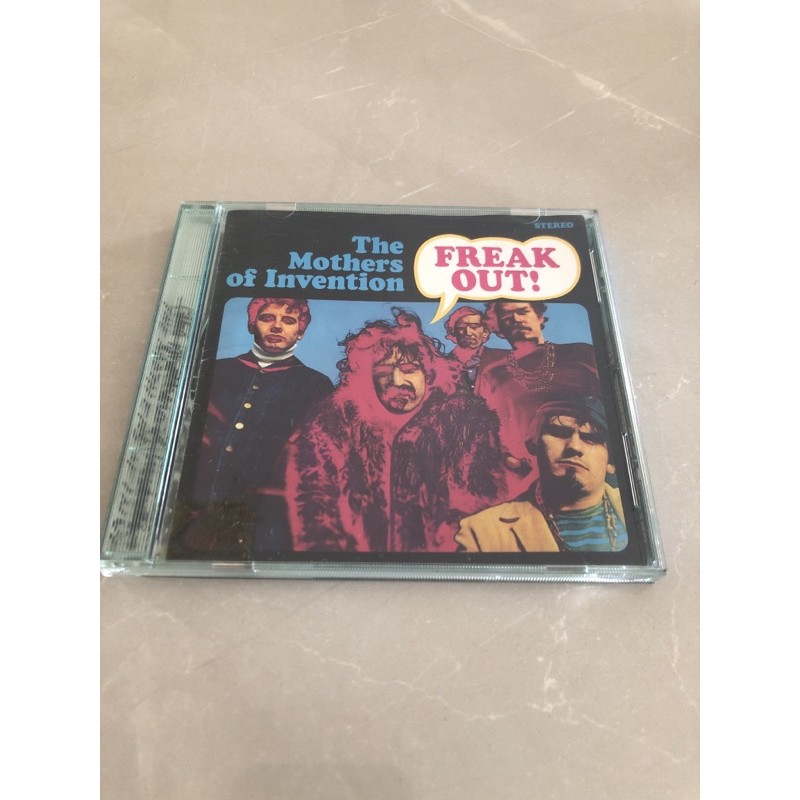 STEREO
The
Mothers
of Invention
FREAK
OUT!